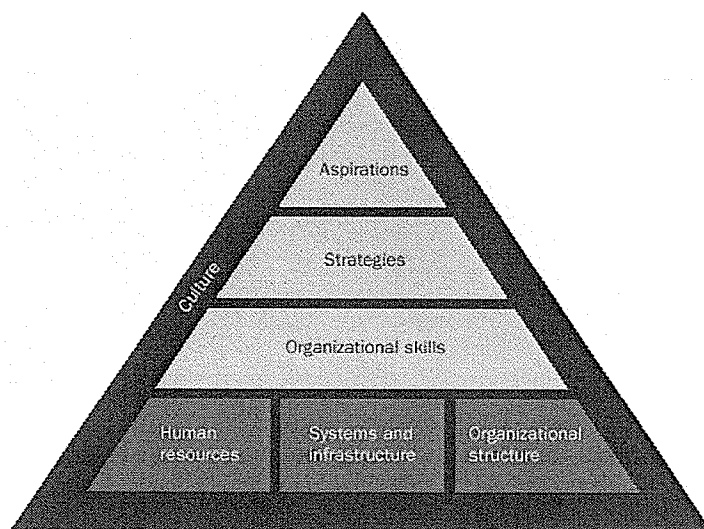 Aspirations
Strategies
Culture
Organizational skills
Human
resources
Systems and
infrastructure
Organizational
structure